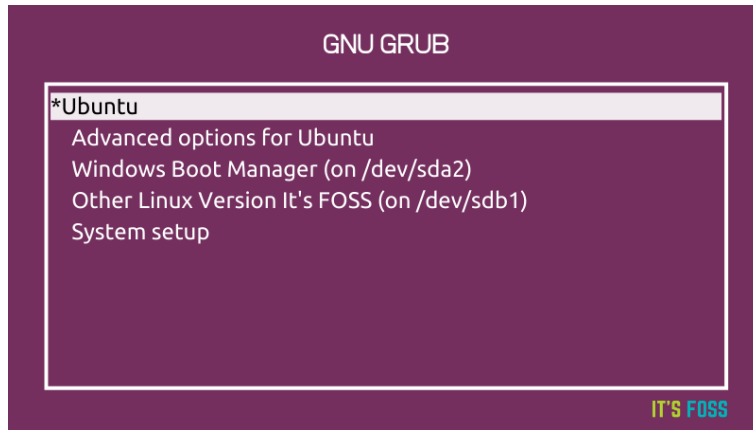 GNU GRUB
*Ubuntu
Advanced options for Ubuntu
Windows Boot Manager (on /dev/sda2)
Other Linux Version It's FOSS (on /dev/sdb1)
System setup
IT'S FOSS